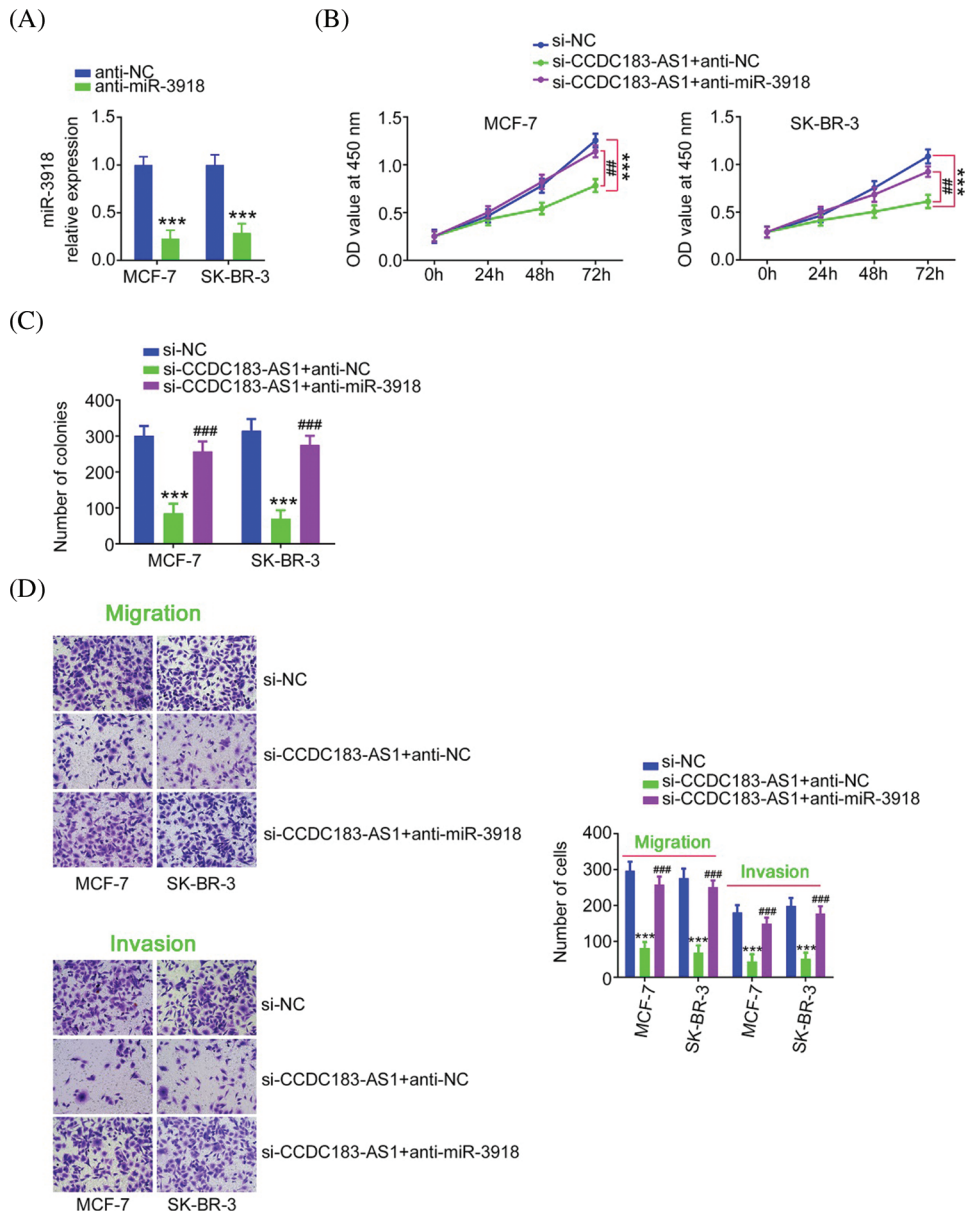 (A)
anti-NC
anti-miR-3918
miR-3918
relative expression
1.5
1.0
0.5
0.0
***
***
MCF-7
SK-BR-3
(B)
si-NC
si-CCDC183-AS1+anti-NC
si-CCDC183-AS1+anti-miR-3918
MCF-7
OD value at 450 nm
1.5
1.0
0.5
0.0
0h
24h
48h
72h
##
***
SK-BR-3
OD value at 450 nm
1.5
1.0
0.5
0.0
0h
24h
48h
72h
##
***
(C)
si-NC
si-CCDC183-AS1+anti-NC
si-CCDC183-AS1+anti-miR-3918
Number of colonies
400
300
200
100
0
***
###
***
###
MCF-7
SK-BR-3
(D)
Migration
si-NC
si-CCDC183-AS1+anti-NC
si-CCDC183-AS1+anti-miR-3918
MCF-7
SK-BR-3
Invasion
si-NC
si-CCDC183-AS1+anti-NC
si-CCDC183-AS1+anti-miR-3918
MCF-7
SK-BR-3
si-NC
si-CCDC183-AS1+anti-NC
si-CCDC183-AS1+anti-miR-3918
Number of cells
400
300
200
100
0
Migration
Invasion
***
###
***
###
***
###
***
###
MCF-7
SK-BR-3
MCF-7
SK-BR-3